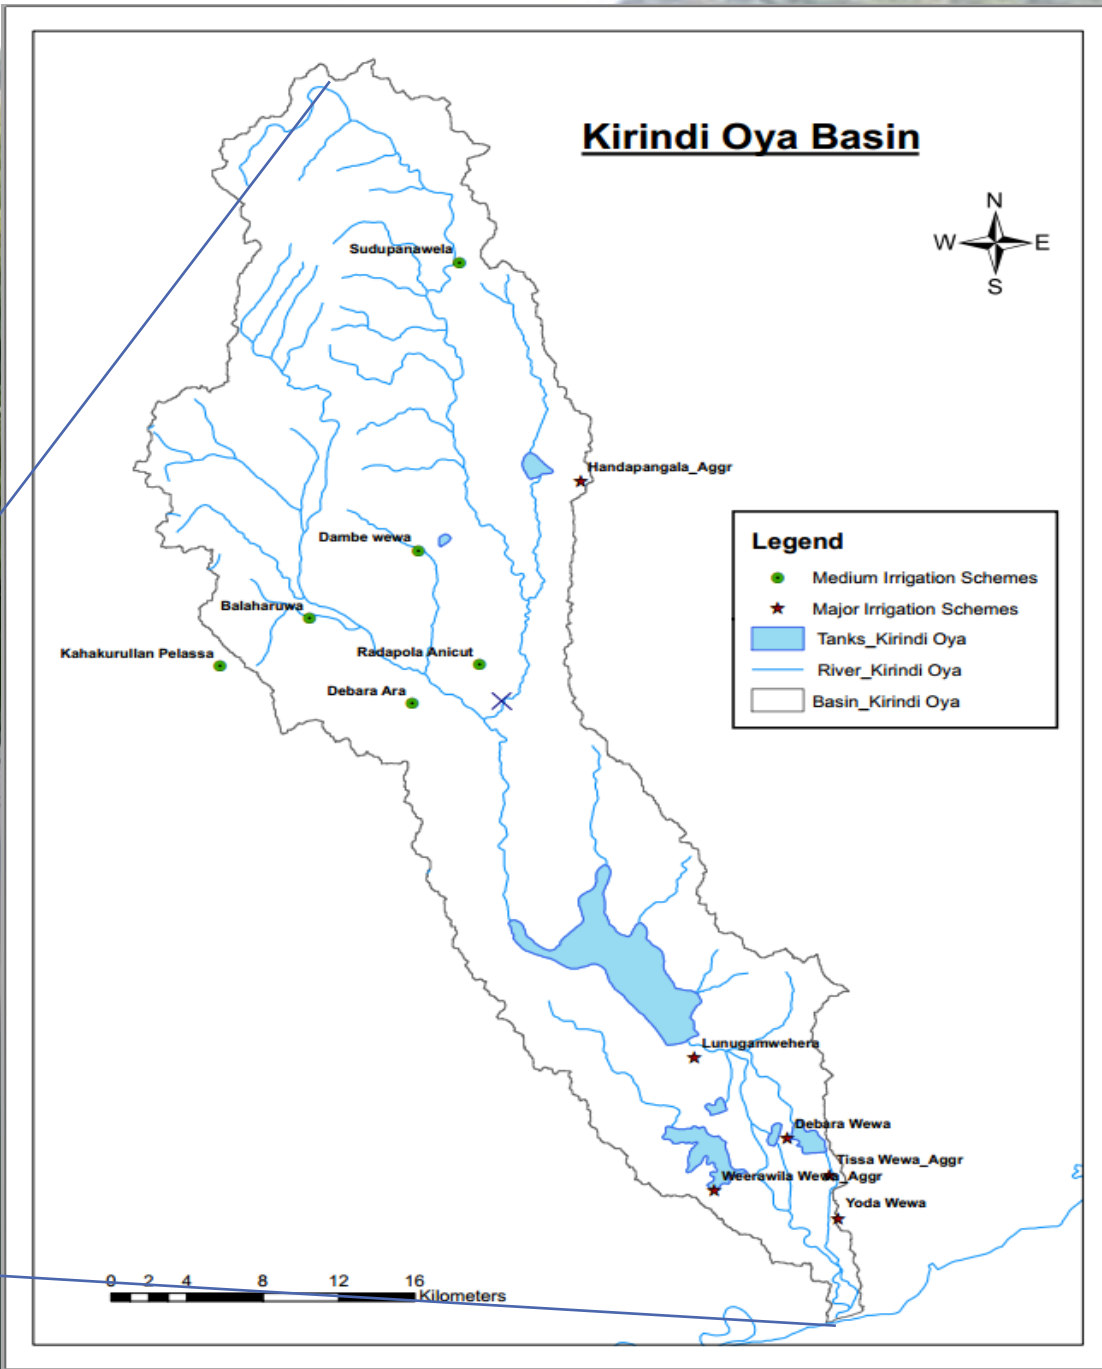 Kirindi Oya Basin
N
W E
S
Sudupanawela
Handapangala_Aggr
Dambe wewa
Balaharuwa
Kahakurullan Pelassa
Radapola Anicut
Debara Ara
Legend
Medium Irrigation Schemes
Major Irrigation Schemes
Tanks_Kirindi Oya
River_Kirindi Oya
Basin_Kirindi Oya
Lunugamwehera
Debara Wewa
Tissa Wewa_Aggr
Weerawila Wewa_Aggr
Yoda Wewa
0 2 4 8 12 16
Kilometers